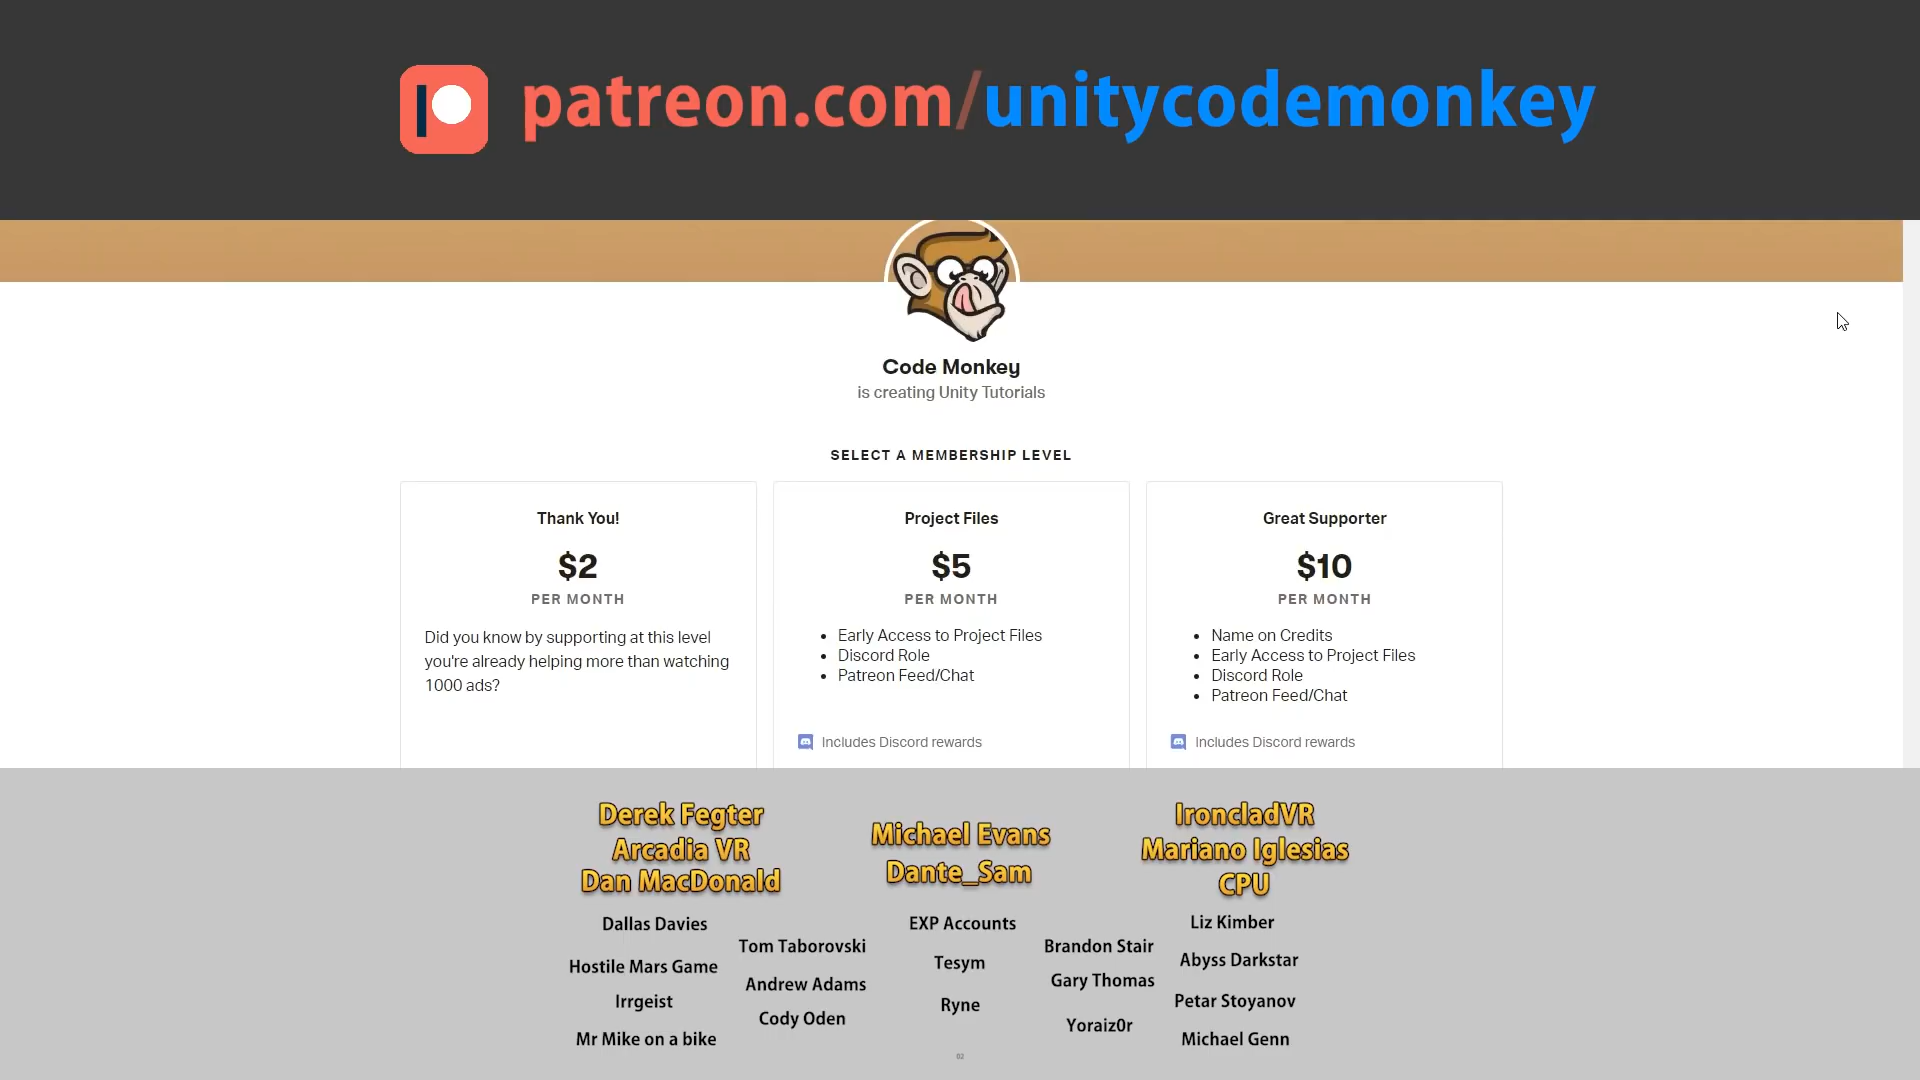 patreon.com/unitycodemonkey
Code Monkey
is creating Unity Tutorials
SELECT A MEMBERSHIP LEVEL
Thank You!
$2
PER MONTH
Did you know by supporting at this level
you're already helping more than watching
1000 ads?
Project Files
$5
PER MONTH
• Early Access to Project Files
• Discord Role
• Patreon Feed/Chat
Includes Discord rewards
Great Supporter
$10
PER MONTH
• Name on Credits
• Early Access to Project Files
• Discord Role
• Patreon Feed/Chat
Includes Discord rewards
Derek Fegter
Arcadia VR
Dan MacDonald
Michael Evans
Dante_Sam
IroncladVR
Mariano Iglesias
CPU
Dallas Davies
Hostile Mars Game
Irrgeist
Mr Mike on a bike
Tom Taborovski
Andrew Adams
Cody Oden
EXP Accounts
Tesym
Ryne
Brandon Stair
Gary Thomas
Yoraiz0r
Liz Kimber
Abyss Darkstar
Petar Stoyanov
Michael Genn